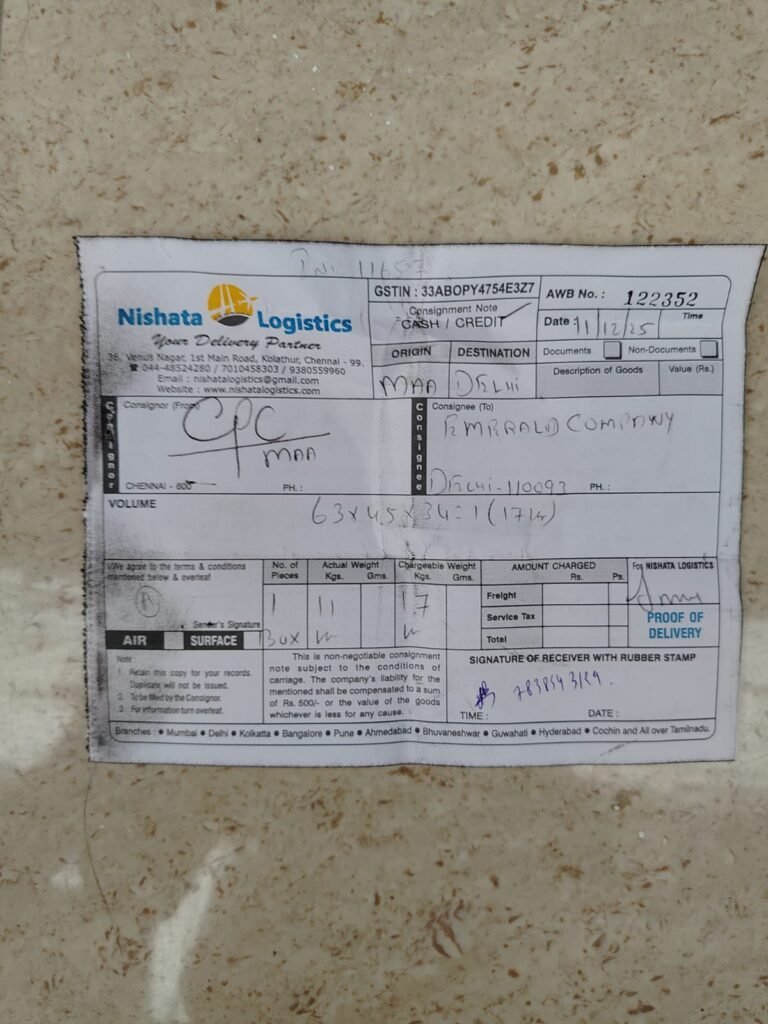 Nishata Logistics
Your Delivery Partner
36, Venus Nagar, 1st Main Road, Kolathur, Chennai - 99.
☎ 044-48524280 / 7010458303 / 9380559960
Email : nishatalogistics@gmail.com
Website : www.nishatalogistics.com
GSTIN : 33ABOPY4754E3Z7
Consignment Note
CASH / CREDIT
AWB No. : 122352
Date : 11/12/25 Time
ORIGIN DESTINATION
MAA DELHI
Documents Non-Documents
Description of Goods Value (Rs.)
Consignor
Consignor (From)
CPC
MAA
CHENNAI - 600 PH. :
Consignee
Consignee (To)
EMERALD COMPANY
DELHI-110093 PH. :
VOLUME
63x45x34=1 (17
I/We agree to the terms & conditions
mentioned below & overleaf
Sender's Signature
AIR SURFACE
No. of Pieces
1
Box
Actual Weight
Kgs. Gms.
11
Chargeable Weight
Kgs. Gms.
17
AMOUNT CHARGED
Rs. Ps.
Freight
Service Tax
Total
For NISHATA LOGISTICS
PROOF OF DELIVERY
Note :
1. Retain this copy for your records.
Duplicate will not be issued.
2. To be filled by the Consignor.
3. For information turn overleaf.
This is non-negotiable consignment
note subject to the conditions of
carriage. The company's liability for the
mentioned shall be compensated to a sum
of Rs. 500/- or the value of the goods
whichever is less for any cause.
SIGNATURE OF RECEIVER WITH RUBBER STAMP
TIME : DATE :
Branches : • Mumbai • Delhi • Kolkatta • Bangalore • Pune • Ahmedabad • Bhuvaneshwar • Guwahati • Hyderabad • Cochin and All over Tamilnadu.